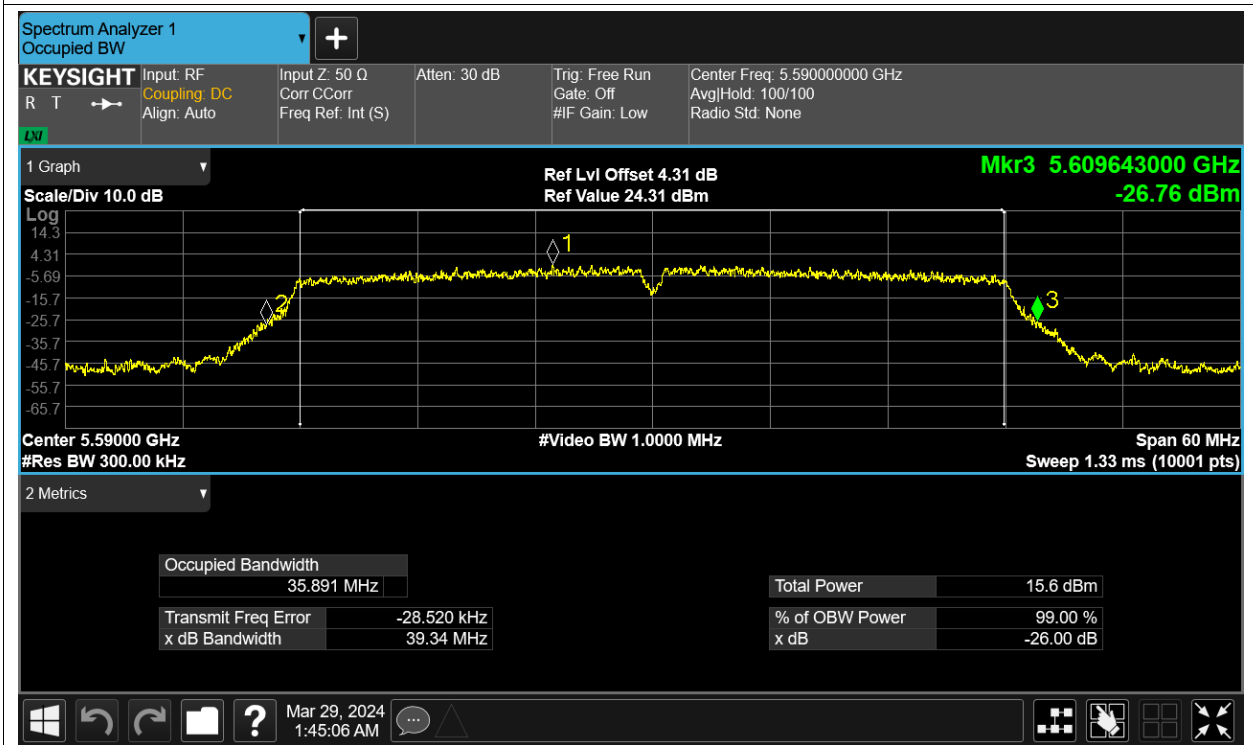 Spectrum Analyzer 1
Occupied BW
KEYSIGHT
R T
LXI
Input: RF
Coupling: DC
Align: Auto
Input Z: 50 Ω
Corr CCorr
Freq Ref: Int (S)
Atten: 30 dB
Trig: Free Run
Gate: Off
#IF Gain: Low
Center Freq: 5.590000000 GHz
Avg|Hold: 100/100
Radio Std: None
1 Graph
Scale/Div 10.0 dB
Ref Lvl Offset 4.31 dB
Ref Value 24.31 dBm
Mkr3 5.609643000 GHz
-26.76 dBm
Log
14.3
4.31
-5.69
-15.7
-25.7
-35.7
-45.7
-55.7
-65.7
1
2
3
Center 5.59000 GHz
#Video BW 1.0000 MHz
Span 60 MHz
#Res BW 300.00 kHz
Sweep 1.33 ms (10001 pts)
2 Metrics
Occupied Bandwidth
35.891 MHz
Total Power 15.6 dBm
Transmit Freq Error -28.520 kHz
% of OBW Power 99.00 %
x dB Bandwidth 39.34 MHz
x dB -26.00 dB
?
Mar 29, 2024
1:45:06 AM